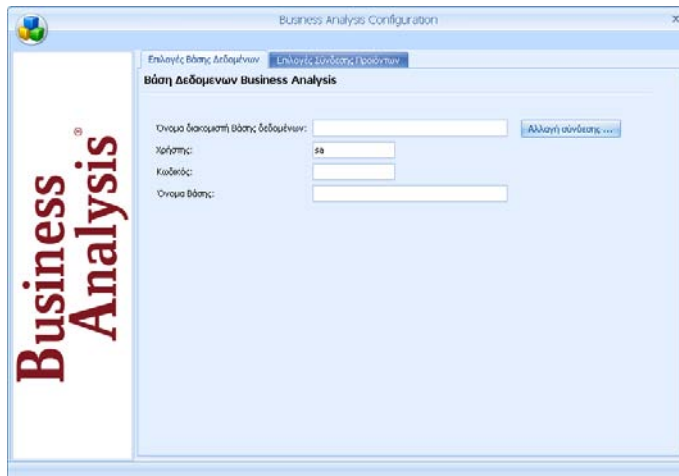 Business Analysis Configuration
x
Επιλογές Βάσης Δεδομένων
Επιλογές Σύνδεσης Προϊόντων
Βάση Δεδομενων Business Analysis
Όνομα διακομιστή Βάσης δεδομένων:
Αλλαγή σύνδεσης ...
Χρήστης:
sa
Κωδικός:
Όνομα Βάσης:
Business
Analysis®